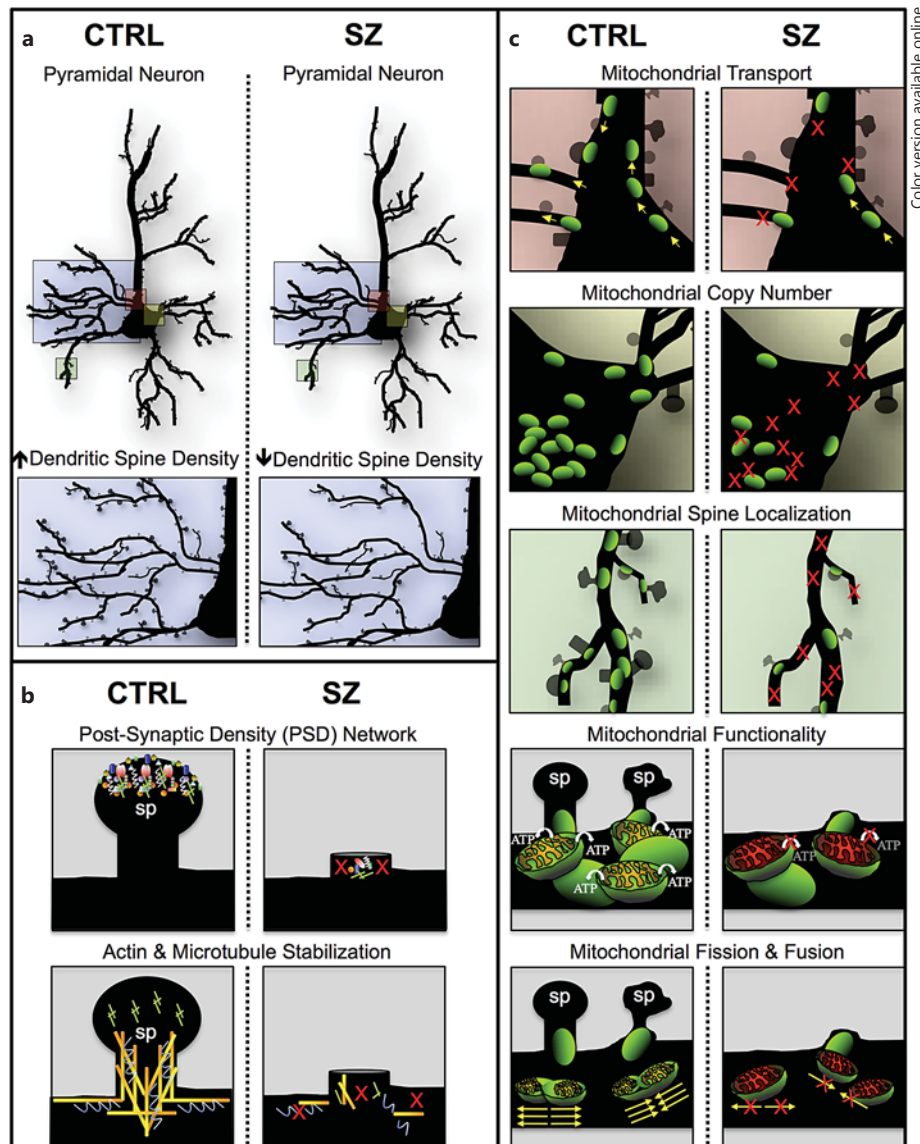 a
CTRL
SZ
Pyramidal Neuron
Pyramidal Neuron
↑Dendritic Spine Density
↓Dendritic Spine Density
b
CTRL
SZ
Post-Synaptic Density (PSD) Network
sp
Actin & Microtubule Stabilization
sp
c
CTRL
SZ
Mitochondrial Transport
Mitochondrial Copy Number
Mitochondrial Spine Localization
Mitochondrial Functionality
sp
sp
ATP
ATP
ATP
ATP
ATP
ATP
ATP
Mitochondrial Fission & Fusion
sp
sp
Color version available online